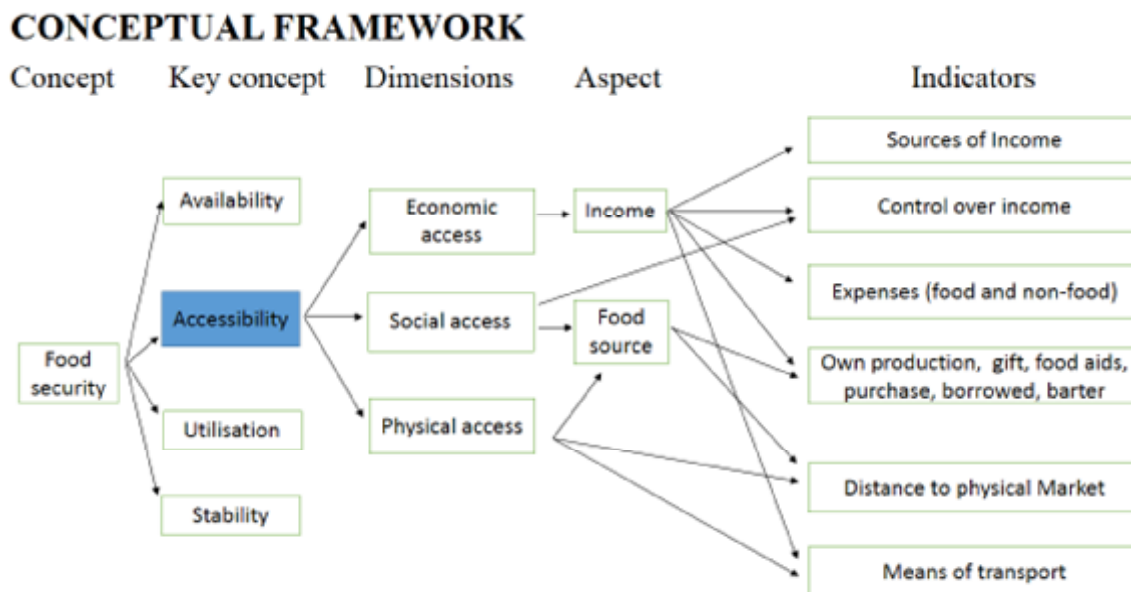 CONCEPTUAL FRAMEWORK
Concept Key concept Dimensions Aspect Indicators
Sources of Income
Availability
Economic
access
Income
Control over income
Accessibility
Social access
Food
source
Expenses (food and non-food)
Food
security
Own production, gift, food aids,
purchase, borrowed, barter
Utilisation
Physical access
Distance to physical Market
Stability
Means of transport